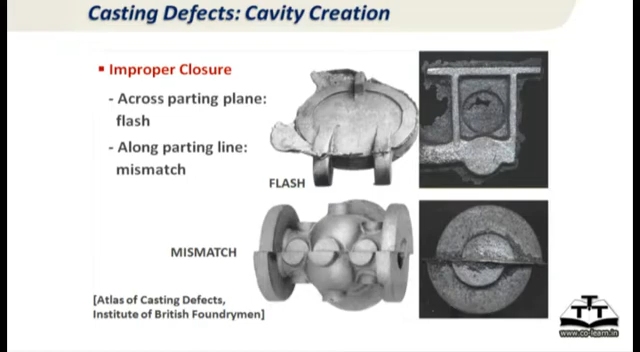 Casting Defects: Cavity Creation
Improper Closure
- Across parting plane:
flash
- Along parting line:
mismatch
FLASH
MISMATCH
[Atlas of Casting Defects,
Institute of British Foundrymen]
TTT
www.co-learn.in